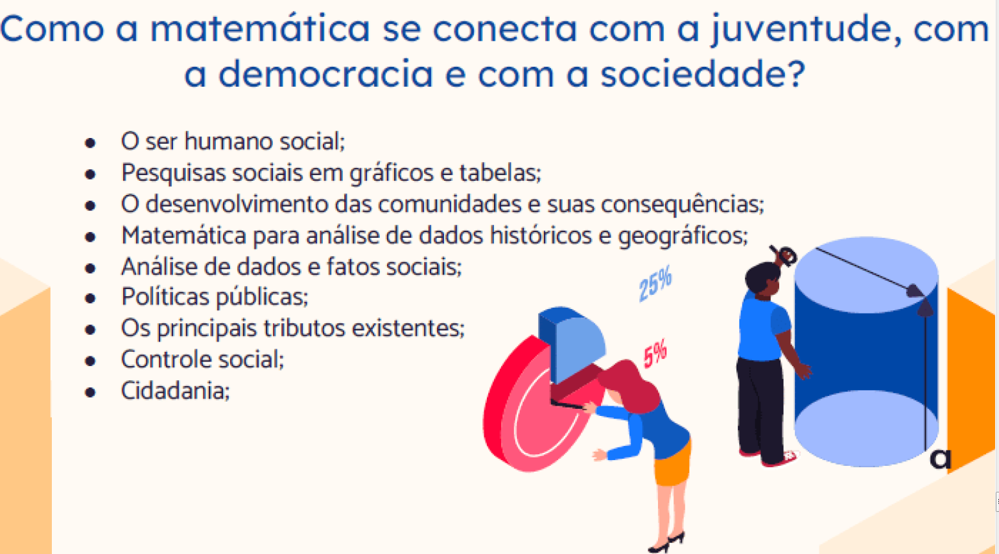 Como a matemática se conecta com a juventude, com
a democracia e com a sociedade?
● O ser humano social;
● Pesquisas sociais em gráficos e tabelas;
● O desenvolvimento das comunidades e suas consequências;
● Matemática para análise de dados históricos e geográficos;
● Análise de dados e fatos sociais;
● Políticas públicas;
● Os principais tributos existentes;
● Controle social;
● Cidadania;
25%
5%
a